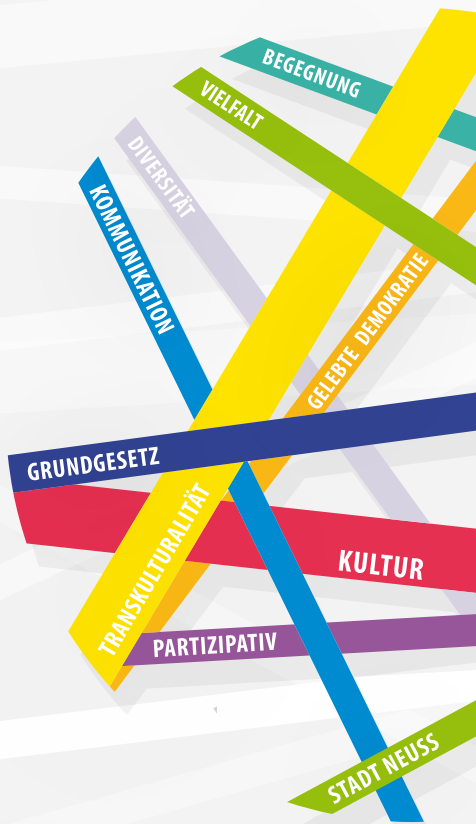 BEGEGNUNG
VIELFALT
DIVERSITÄT
KOMMUNIKATION
GELEBTE DEMOKRATIE
GRUNDGESETZ
TRANSKULTURALITÄT
KULTUR
PARTIZIPATIV
STADT NEUSS